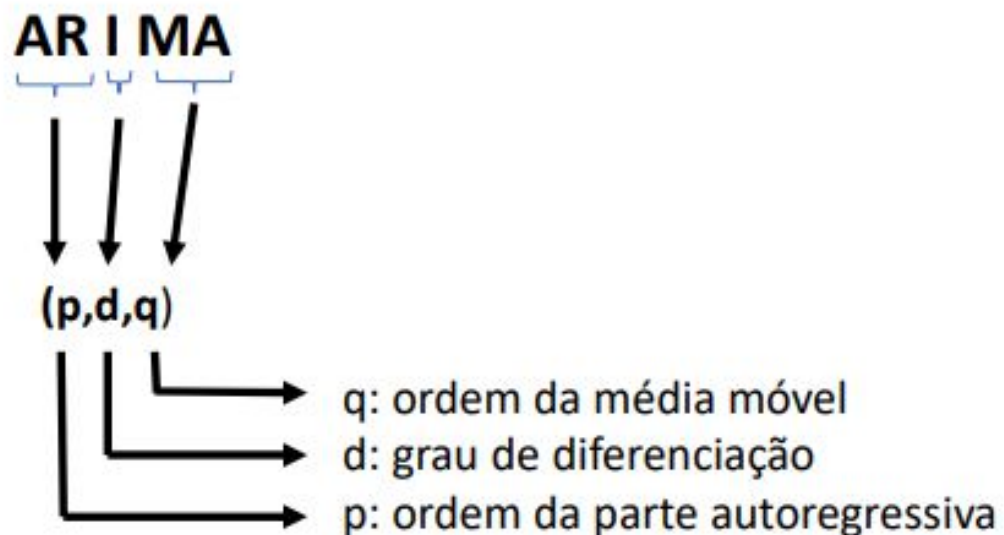 AR I MA
(p,d,q)
q: ordem da média móvel
d: grau de diferenciação
p: ordem da parte autoregressiva